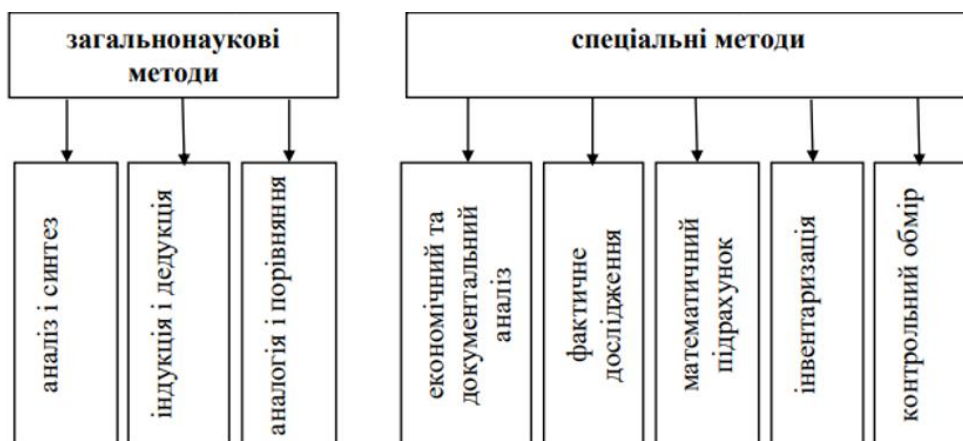 загальнонаукові
методи
спеціальні методи
аналіз і синтез
індукція і дедукція
аналогія і порівняння
економічний та
документальний
аналіз
фактичне
дослідження
математичний
підрахунок
інвентаризація
контрольний обмір